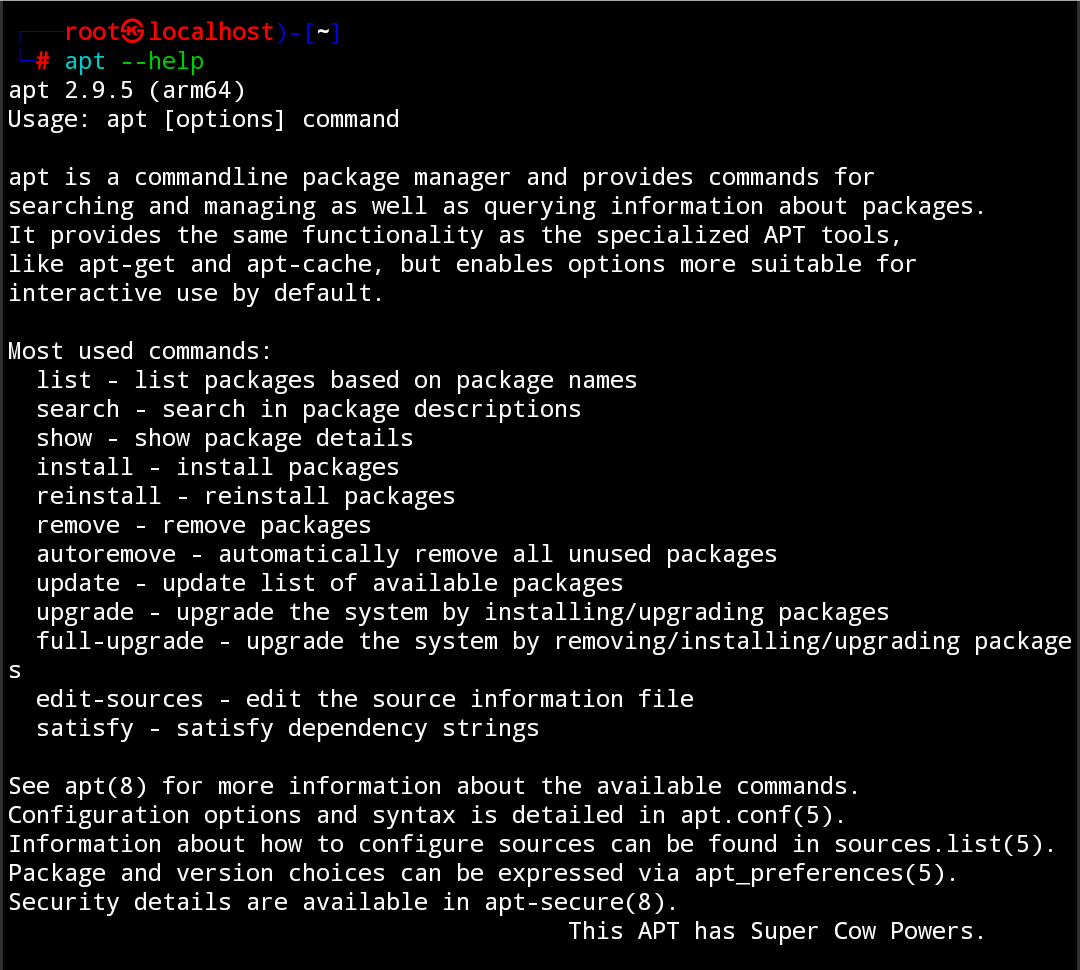 ┌──root㉿localhost)-[~]
└─# apt --help
apt 2.9.5 (arm64)
Usage: apt [options] command

apt is a commandline package manager and provides commands for
searching and managing as well as querying information about packages.
It provides the same functionality as the specialized APT tools,
like apt-get and apt-cache, but enables options more suitable for
interactive use by default.

Most used commands:
  list - list packages based on package names
  search - search in package descriptions
  show - show package details
  install - install packages
  reinstall - reinstall packages
  remove - remove packages
  autoremove - automatically remove all unused packages
  update - update list of available packages
  upgrade - upgrade the system by installing/upgrading packages
  full-upgrade - upgrade the system by removing/installing/upgrading package
s
  edit-sources - edit the source information file
  satisfy - satisfy dependency strings

See apt(8) for more information about the available commands.
Configuration options and syntax is detailed in apt.conf(5).
Information about how to configure sources can be found in sources.list(5).
Package and version choices can be expressed via apt_preferences(5).
Security details are available in apt-secure(8).
                                        This APT has Super Cow Powers.